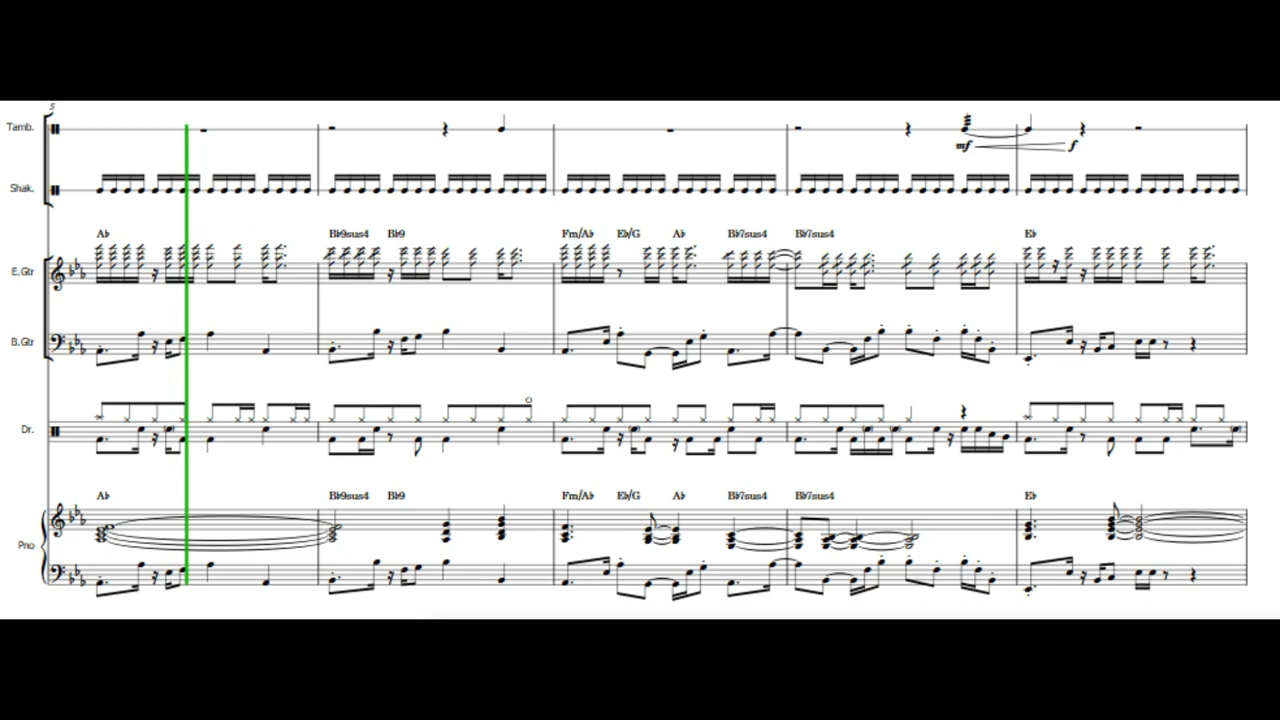 5
Tamb.
mf f
Shak.
A♭ B♭9sus4 B♭9 Fm/A♭ E♭/G A♭ B♭7sus4 B♭7sus4 E♭
E.Gtr
B.Gtr
Dr.
A♭ B♭9sus4 B♭9 Fm/A♭ E♭/G A♭ B♭7sus4 B♭7sus4 E♭
Pno